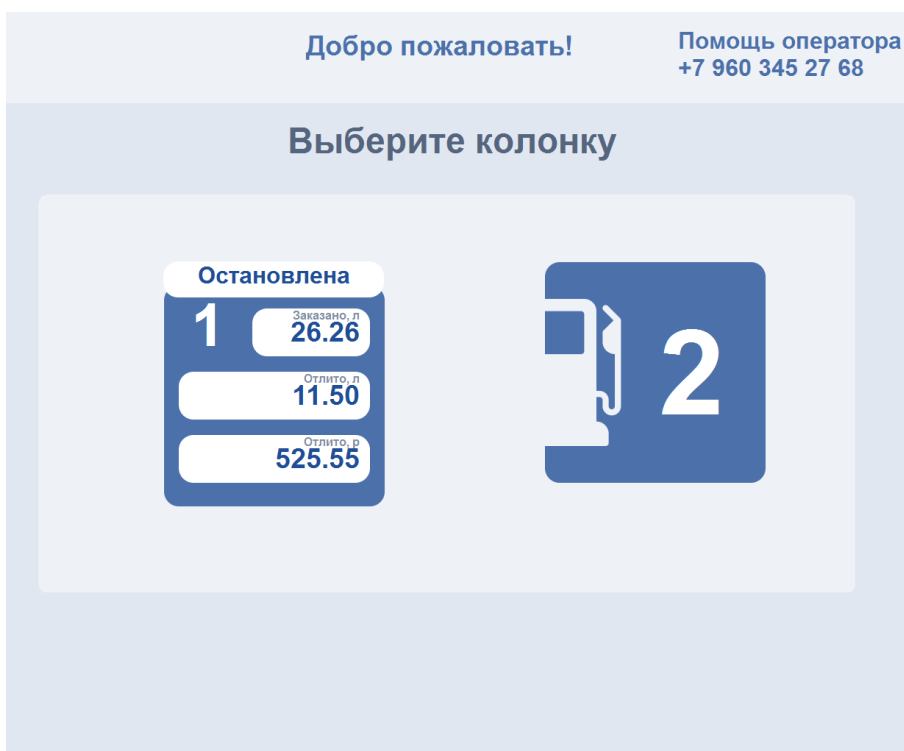 Добро пожаловать!
Помощь оператора
+7 960 345 27 68
Выберите колонку
Остановлена
1
Заказано, л
26.26
Отлито, л
11.50
Отлито, р
525.55
2